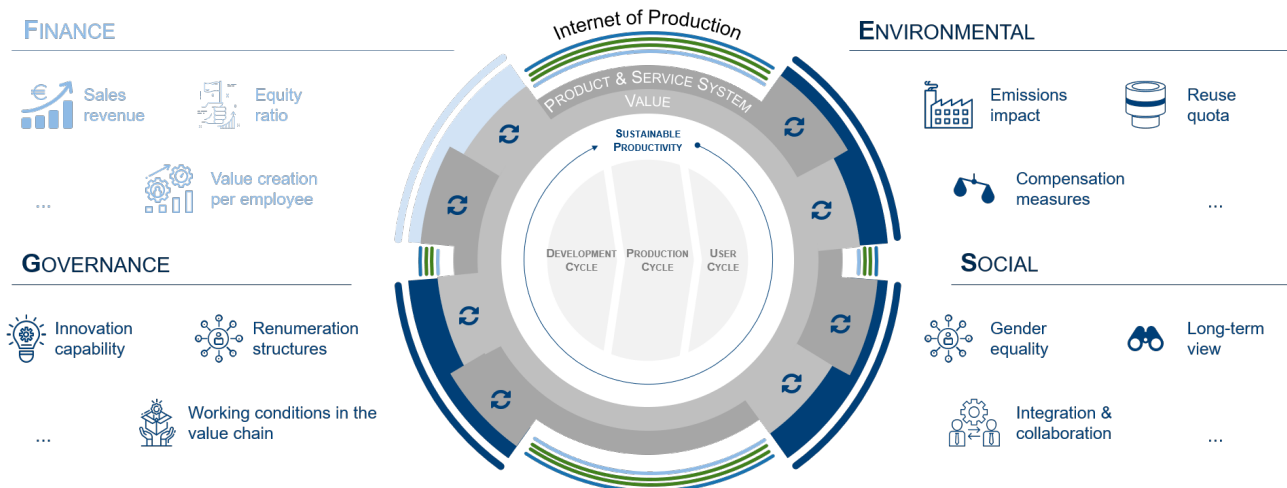 Internet of Production
PRODUCT & SERVICE SYSTEM
VALUE
SUSTAINABLE
PRODUCTIVITY
DEVELOPMENT
CYCLE
PRODUCTION
CYCLE
USER
CYCLE
FINANCE
€ Sales
revenue
Equity
ratio
...
Value creation
per employee
ENVIRONMENTAL
Emissions
impact
Reuse
quota
Compensation
measures
...
GOVERNANCE
Innovation
capability
Renumeration
structures
...
Working conditions in the
value chain
SOCIAL
Gender
equality
Long-term
view
Integration &
collaboration
...